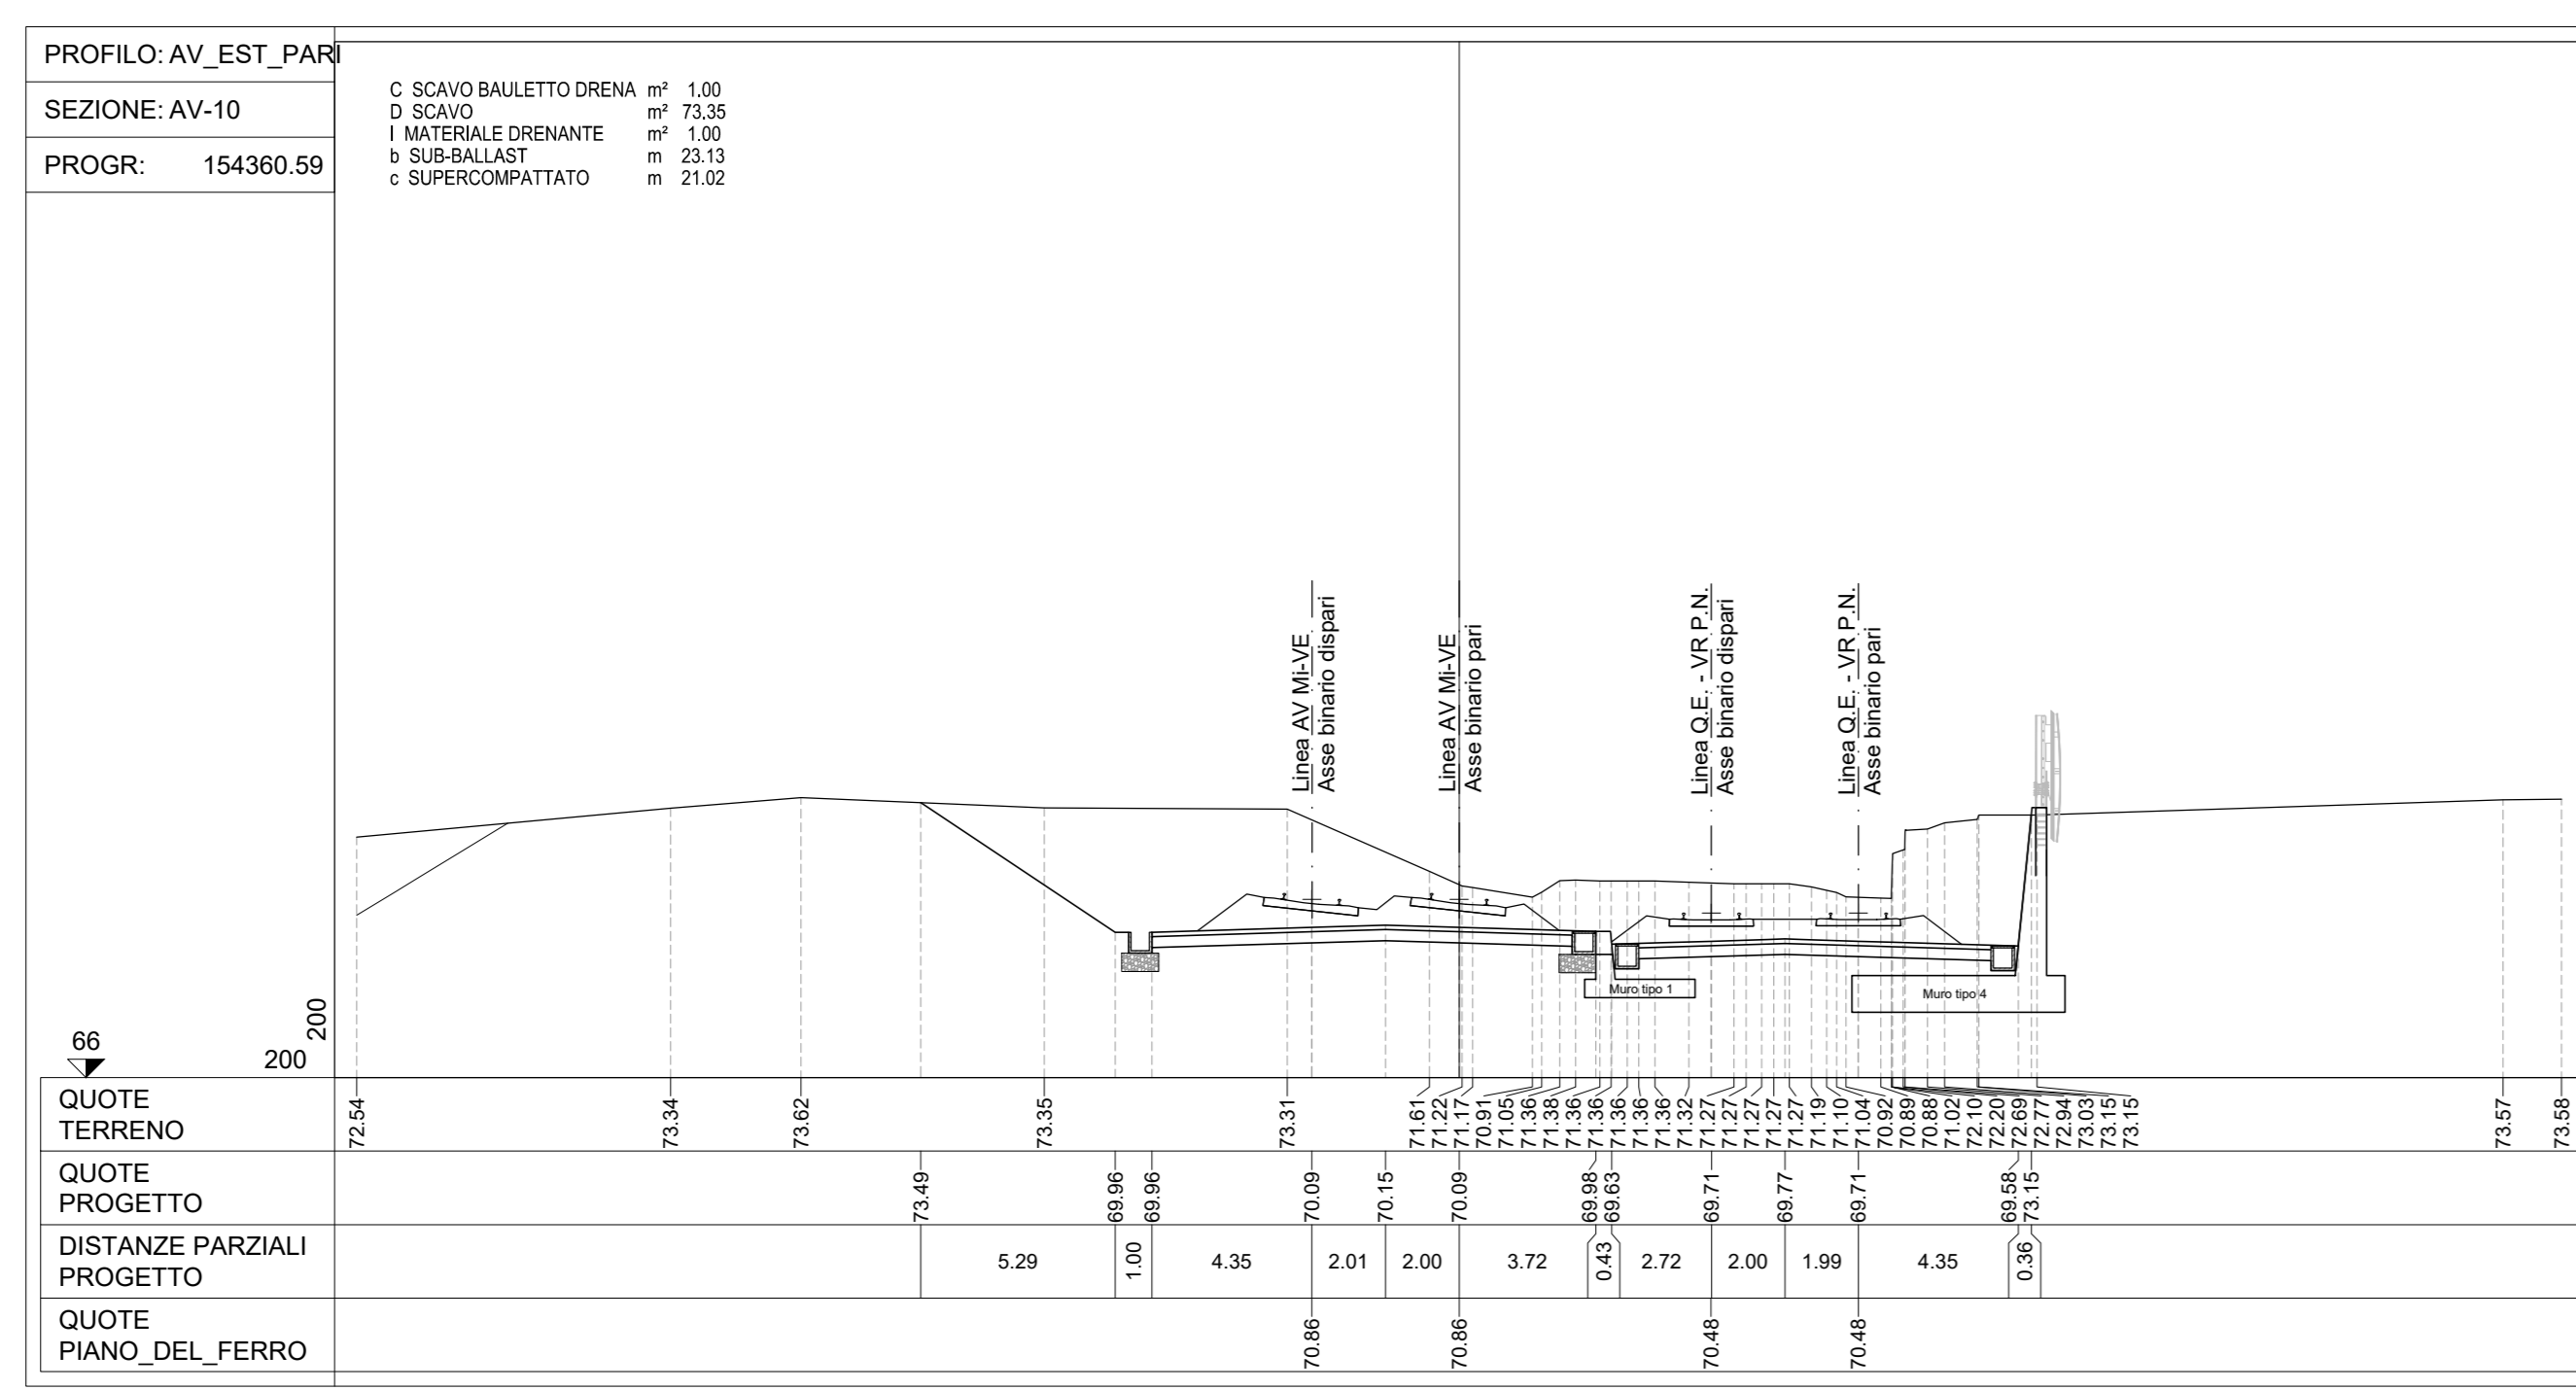 PROFILO: AV_EST_PARI
SEZIONE: AV-10
PROGR: 154360.59
C SCAVO BAULETTO DRENA m² 1.00
D SCAVO m² 73.35
I MATERIALE DRENANTE m² 1.00
b SUB-BALLAST m 23.13
c SUPERCOMPATTATO m 21.02
Linea AV Mi-VE
Asse binario dispari
Linea AV Mi-VE
Asse binario pari
Linea Q.E. - VR P.N.
Asse binario dispari
Linea Q.E. - VR P.N.
Asse binario pari
Muro tipo 1
Muro tipo 4
66
200
200
QUOTE
TERRENO
72.54 73.34 73.62 73.35 73.31 71.61 71.22 71.17 70.91 71.05 71.36 71.38 71.36 71.36 71.36 71.36 71.36 71.32 71.27 71.27 71.27 71.27 71.27 71.19 71.10 71.04 70.92 70.89 70.88 71.02 72.10 72.20 72.69 72.77 72.94 73.03 73.15 73.15 73.57 73.58
QUOTE
PROGETTO
73.49 69.96 69.96 70.09 70.15 70.09 69.98 69.63 69.71 69.77 69.71 69.58 73.15
DISTANZE PARZIALI
PROGETTO
5.29 1.00 4.35 2.01 2.00 3.72 0.43 2.72 2.00 1.99 4.35 0.36
QUOTE
PIANO_DEL_FERRO
70.86 70.86 70.48 70.48